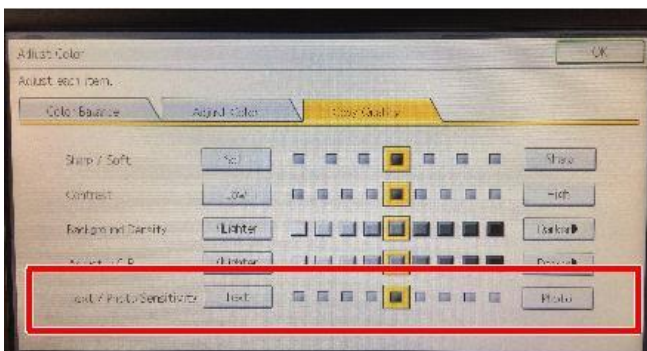 Adjust Color OK
Adjust each item.
Color Balance Adjust Color Copy Quality
Sharp / Soft Soft Sharp
Contrast Low High
Background Density Lighter Darker
Lighter Darker
Text / Photo Sensitivity Text Photo